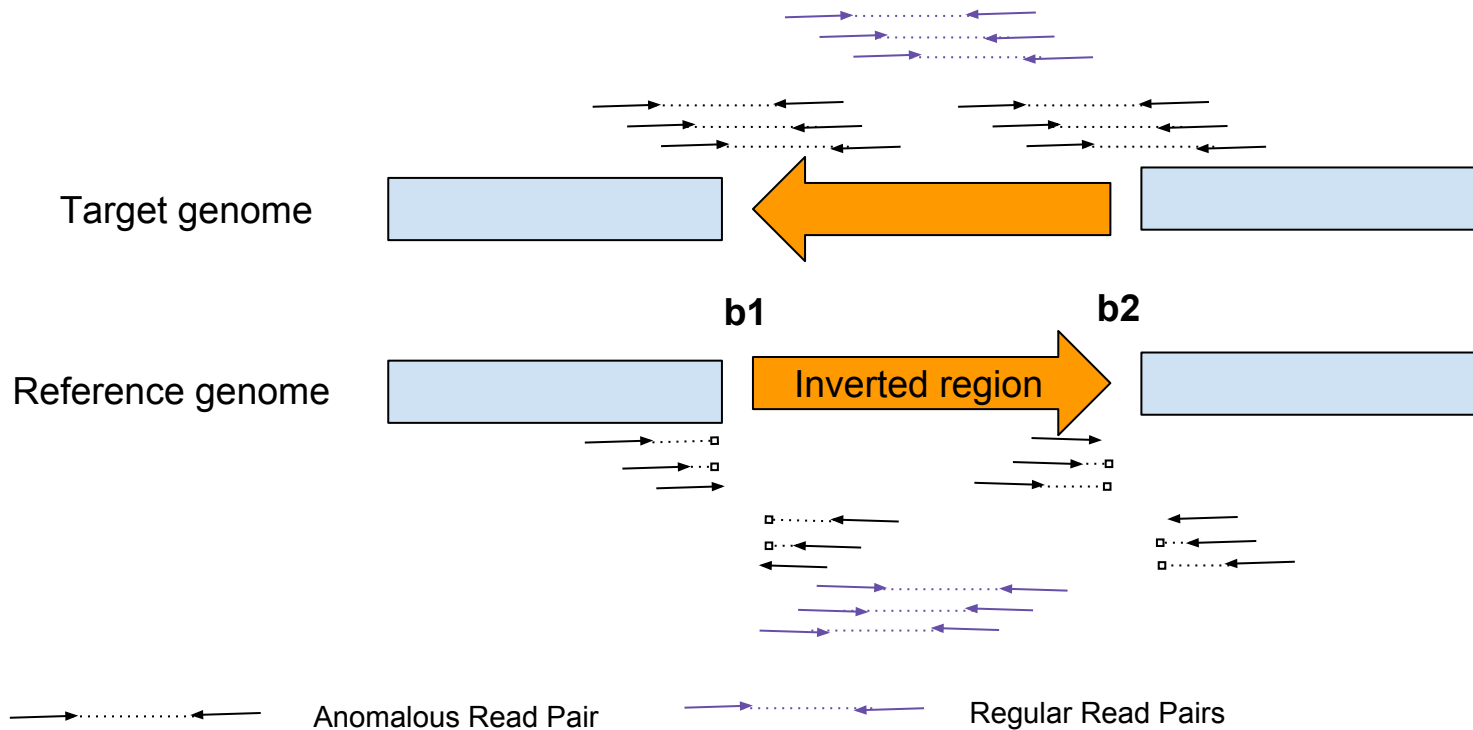 Target genome
b1
b2
Reference genome
Inverted region
Anomalous Read Pair
Regular Read Pairs